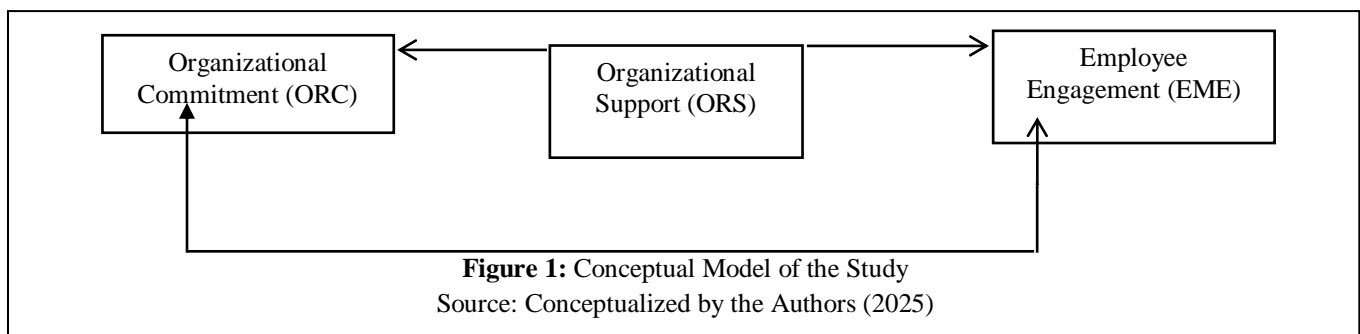 Organizational
Commitment (ORC)
Organizational
Support (ORS)
Employee
Engagement (EME)
Figure 1: Conceptual Model of the Study
Source: Conceptualized by the Authors (2025)